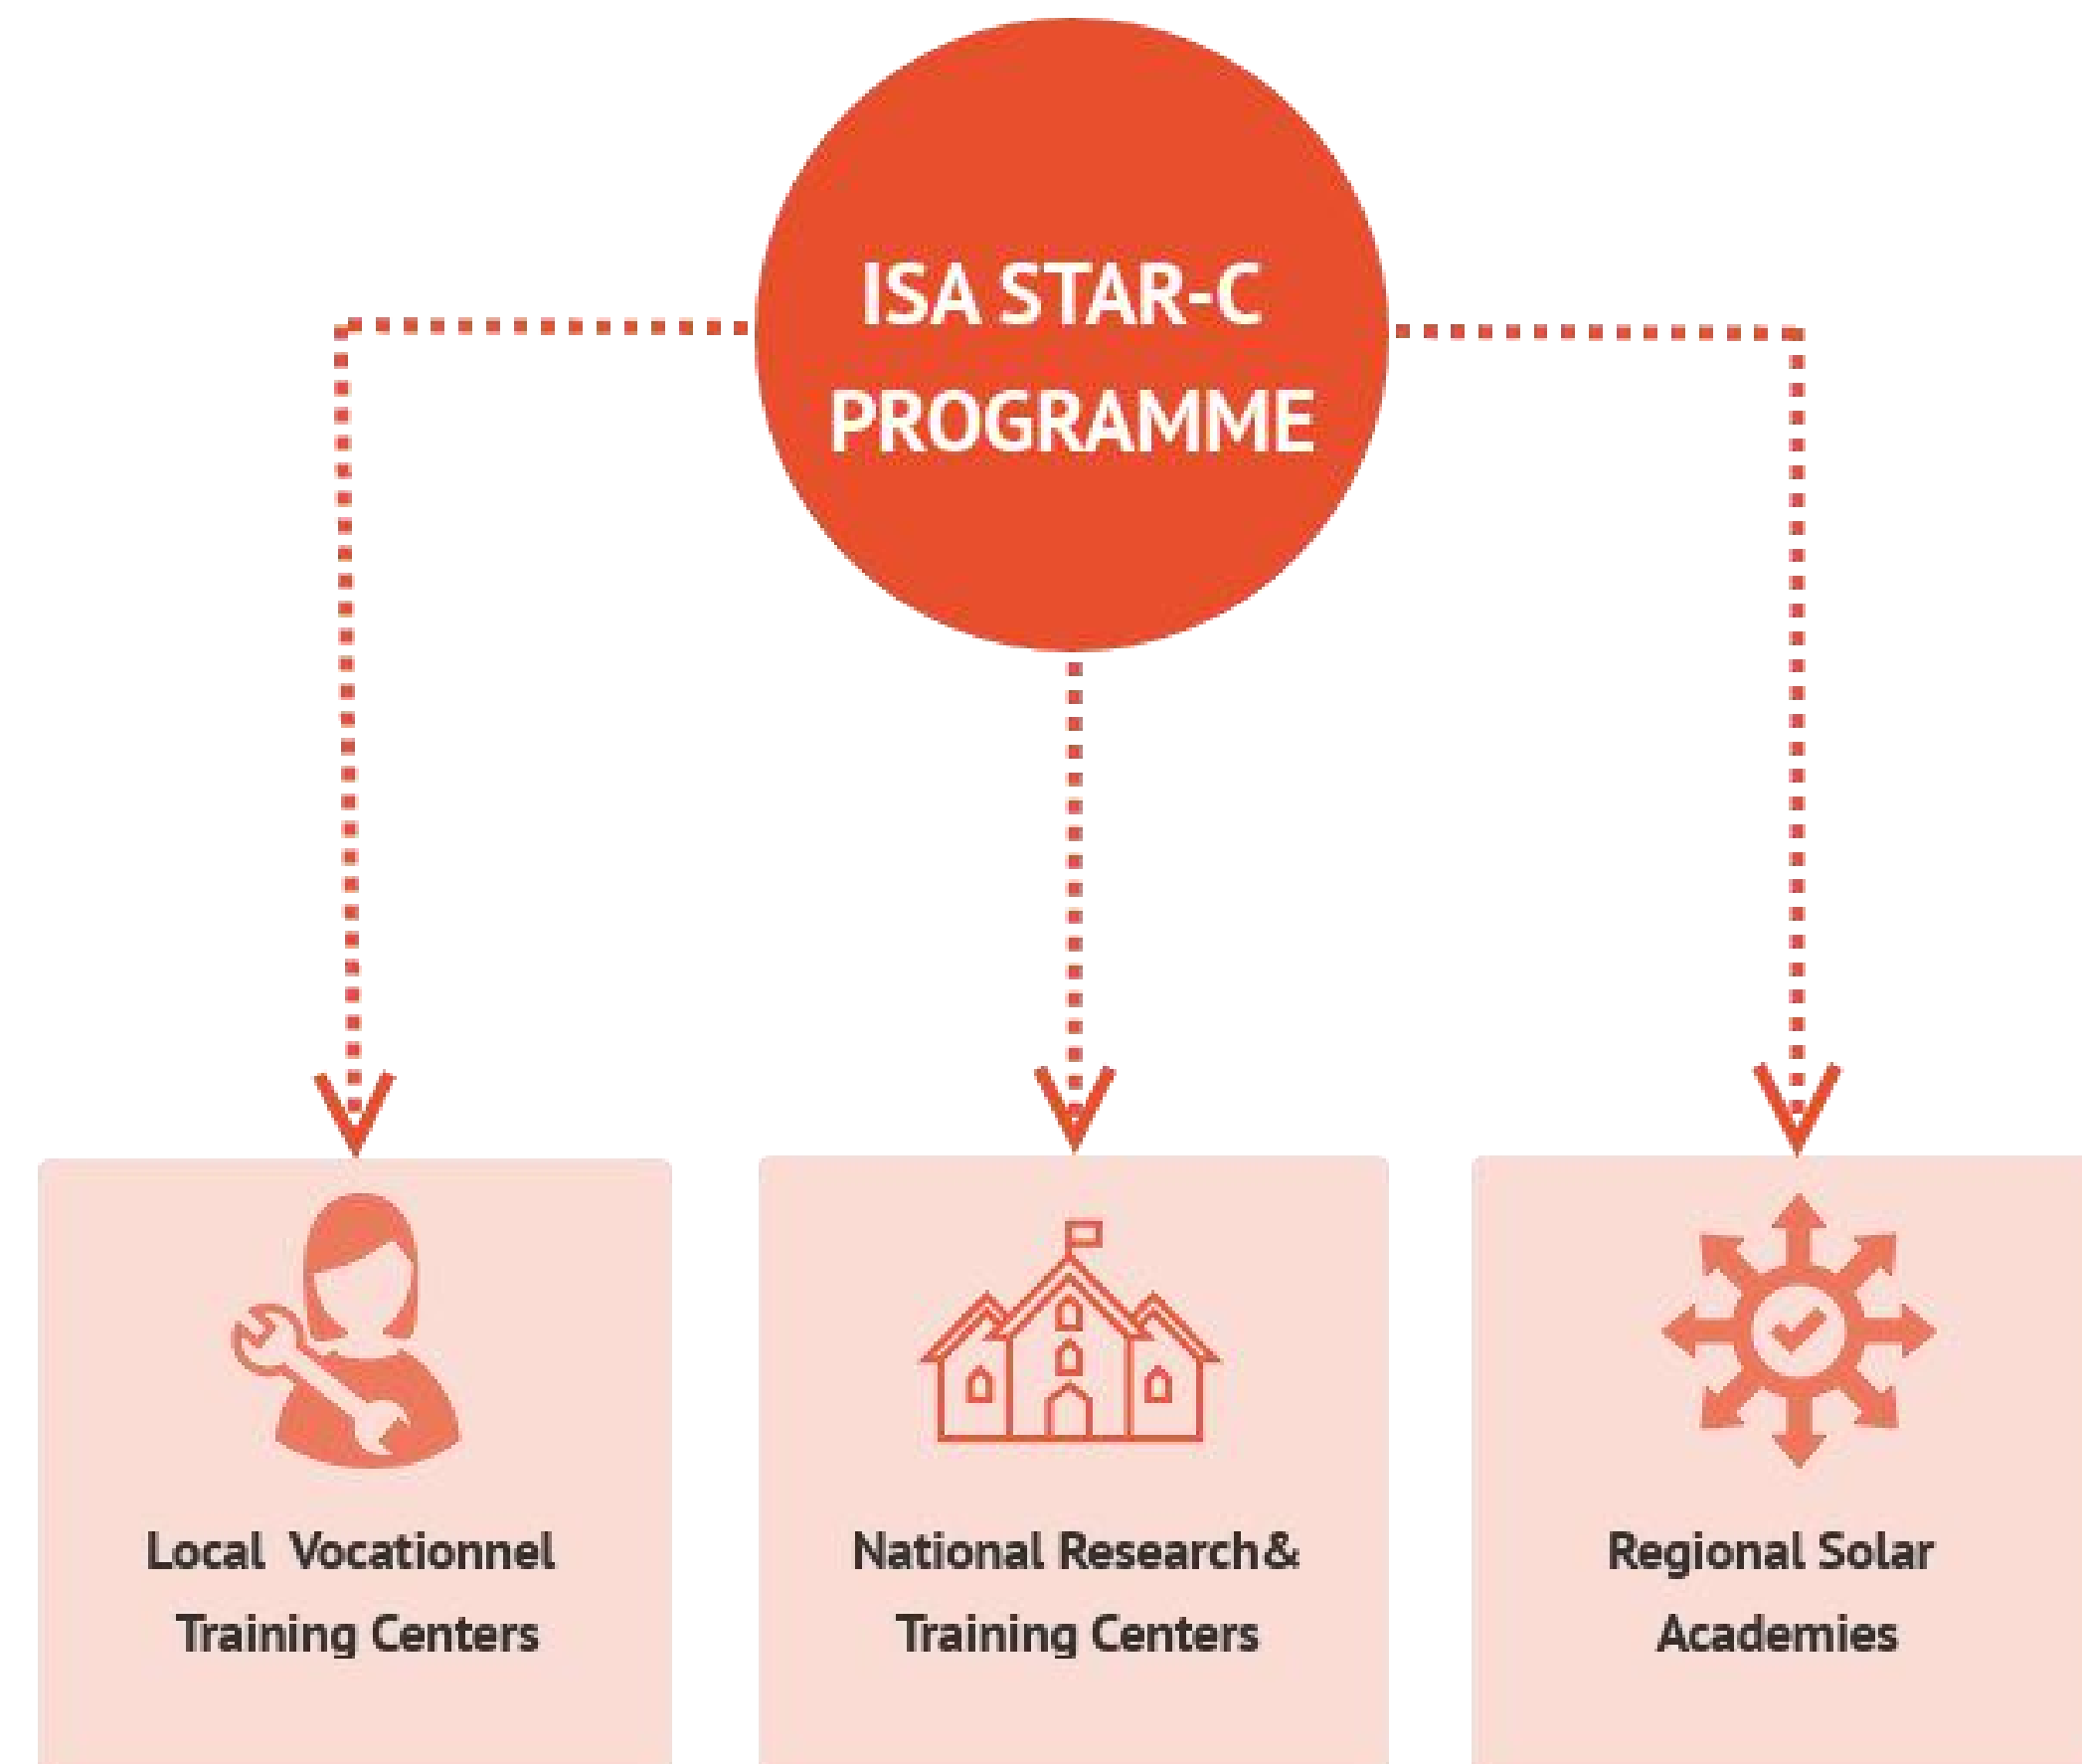 ISA STAR-C
PROGRAMME
Local Vocationnel
Training Centers
National Research&
Training Centers
Regional Solar
Academies